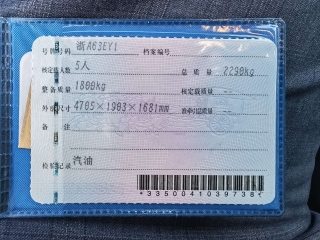 号牌号码 浙A63EY1 档案编号
核定载人数 5人 总质量 2290kg
整备质量 1800kg 核定载质量 --
外廓尺寸 4705×1903×1681mm 准牵引总质量 --
备注
检验记录 汽油
*3350041039738*